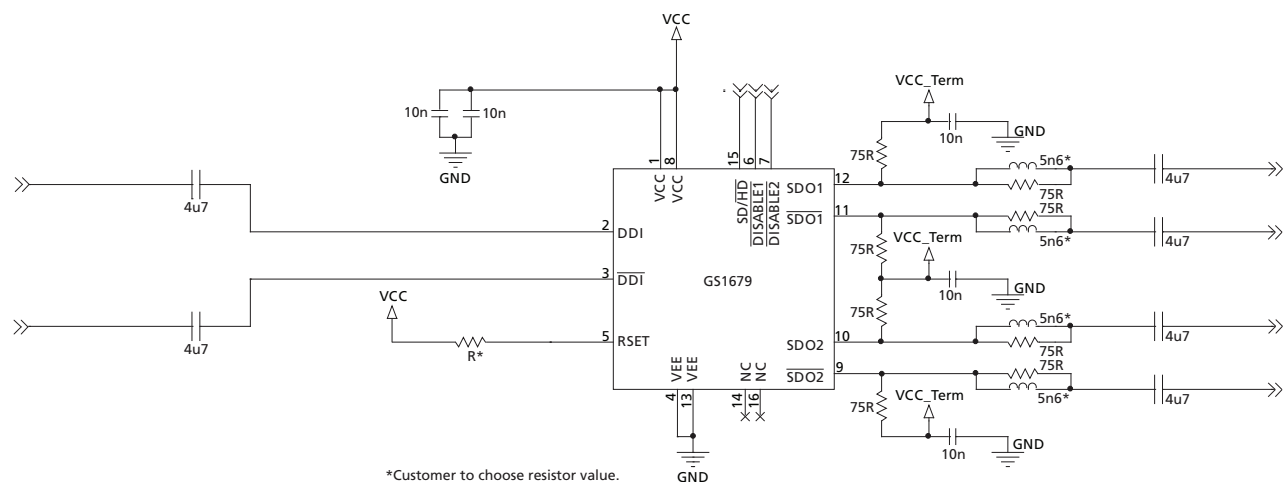 VCC
10n
10n
GND
VCC_Term
10n
GND
75R
1
8
15
6
7
VCC
VCC
SD/HD
DISABLE1
DISABLE2
12
SDO1
5n6*
75R
4u7
4u7
11
SDO1
75R
5n6*
4u7
2
DDI
75R
VCC_Term
10n
GND
3
DDI
GS1679
VCC
75R
4u7
5
RSET
R*
10
SDO2
5n6*
75R
4u7
9
SDO2
75R
5n6*
4u7
VEE
VEE
NC
NC
4
13
14
16
75R
VCC_Term
10n
GND
GND
*Customer to choose resistor value.